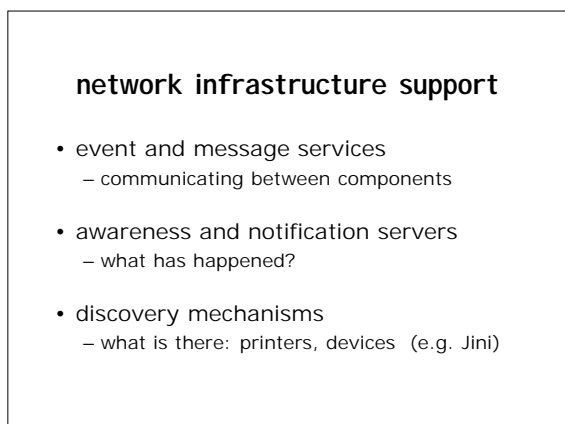 network infrastructure support
• event and message services
– communicating between components
• awareness and notification servers
– what has happened?
• discovery mechanisms
– what is there: printers, devices (e.g. Jini)